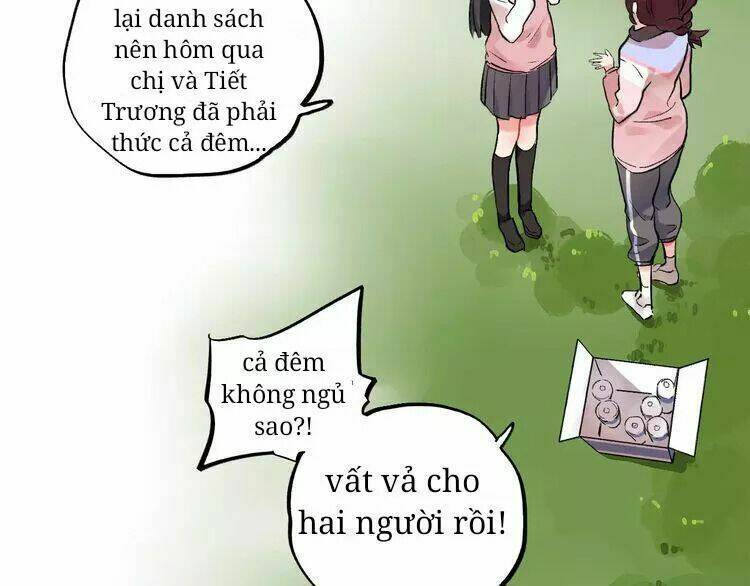 lại danh sách
nên hôm qua
chị và Tiết
Trương đã phải
thức cả đêm...
cả đêm
không ngủ
sao?!
vất vả cho
hai người rồi!